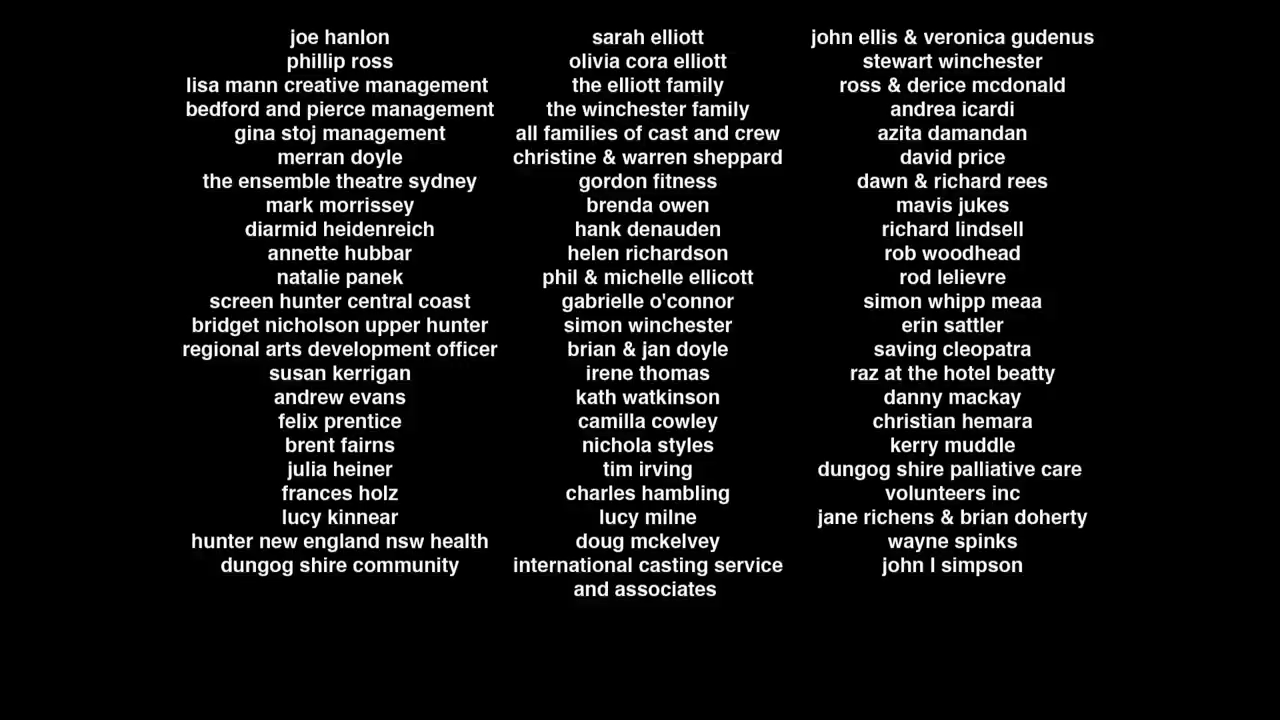 joe hanlon
phillip ross
lisa mann creative management
bedford and pierce management
gina stoj management
merran doyle
the ensemble theatre sydney
mark morrissey
diarmid heidenreich
annette hubbar
natalie panek
screen hunter central coast
bridget nicholson upper hunter
regional arts development officer
susan kerrigan
andrew evans
felix prentice
brent fairns
julia heiner
frances holz
lucy kinnear
hunter new england nsw health
dungog shire community
sarah elliott
olivia cora elliott
the elliott family
the winchester family
all families of cast and crew
christine & warren sheppard
gordon fitness
brenda owen
hank denauden
helen richardson
phil & michelle ellicott
gabrielle o'connor
simon winchester
brian & jan doyle
irene thomas
kath watkinson
camilla cowley
nichola styles
tim irving
charles hambling
lucy milne
doug mckelvey
international casting service
and associates
john ellis & veronica gudenus
stewart winchester
ross & derice mcdonald
andrea icardi
azita damandan
david price
dawn & richard rees
mavis jukes
richard lindsell
rob woodhead
rod lelievre
simon whipp meaa
erin sattler
saving cleopatra
raz at the hotel beatty
danny mackay
christian hemara
kerry muddle
dungog shire palliative care
volunteers inc
jane richens & brian doherty
wayne spinks
john l simpson